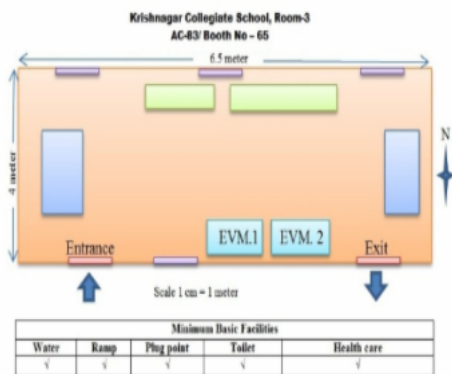 Krishnagar Collegiate School, Room-3
AC-83/ Booth No – 65
6.5 meter
4 meter
N
EVM.1 EVM. 2
Entrance Exit
Scale 1 cm = 1 meter
Minimum Basic Facilities
Water Ramp Plug point Toilet Health care
√ √ √ √ √